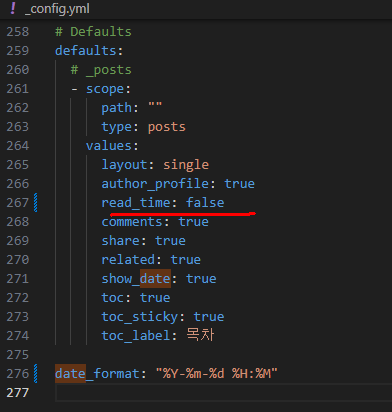 ! _config.yml
258 # Defaults
259 defaults:
260 # _posts
261 - scope:
262 path: ""
263 type: posts
264 values:
265 layout: single
266 author_profile: true
267 read_time: false
268 comments: true
269 share: true
270 related: true
271 show_date: true
272 toc: true
273 toc_sticky: true
274 toc_label: 목차
275
276 date_format: "%Y-%m-%d %H:%M"
277